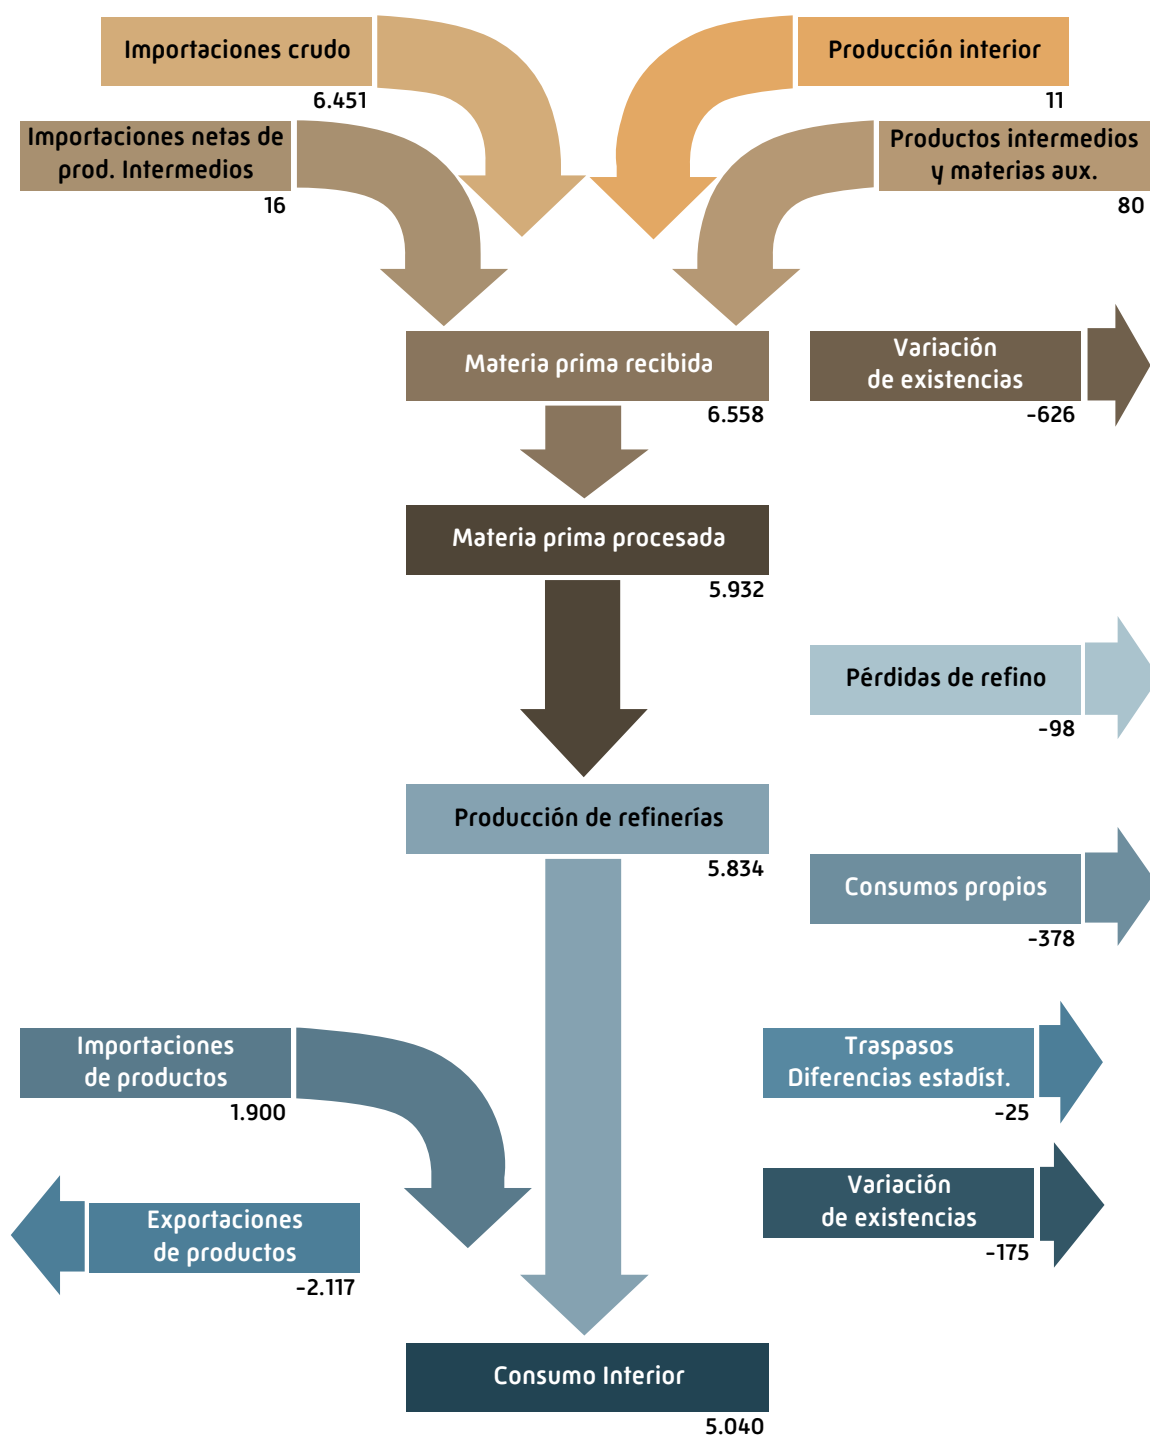 Importaciones crudo
6.451
Producción interior
11
Importaciones netas de
prod. Intermedios
16
Productos intermedios
y materias aux.
80
Materia prima recibida
6.558
Variación
de existencias
-626
Materia prima procesada
5.932
Pérdidas de refino
-98
Producción de refinerías
5.834
Consumos propios
-378
Importaciones
de productos
1.900
Traspasos
Diferencias estadíst.
-25
Variación
de existencias
-175
Exportaciones
de productos
-2.117
Consumo Interior
5.040